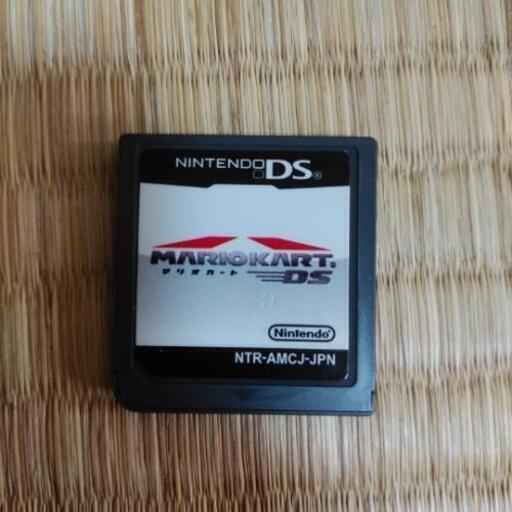 NINTENDO DS®
MARIOKART®
マリオカート DS
Nintendo®
NTR-AMCJ-JPN